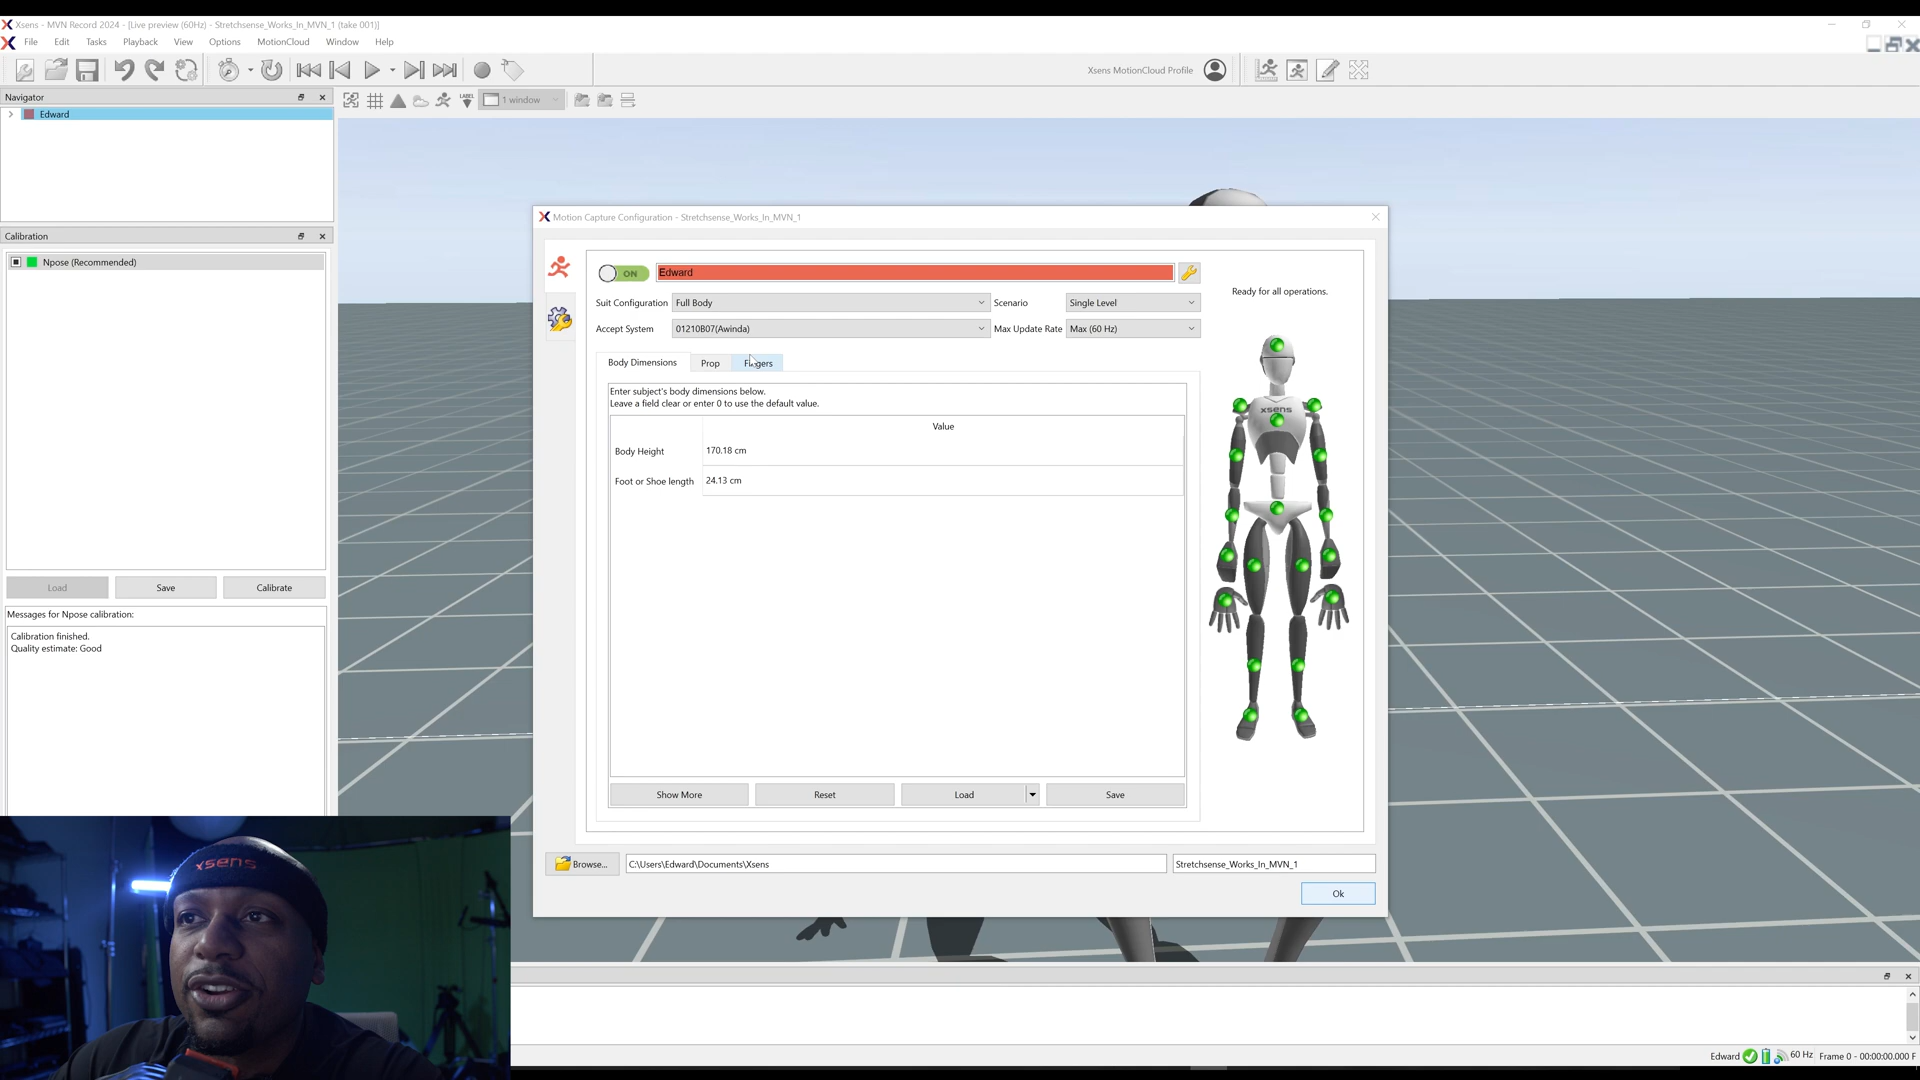 Xsens - MVN Record 2024 - [Live preview (60Hz) - Stretchsense_Works_In_MVN_1 (take 001)]
File Edit Tasks Playback View Options MotionCloud Window Help
Xsens MotionCloud Profile
Navigator
LABEL
1 window
Edward
Calibration
Npose (Recommended)
Load Save Calibrate
Messages for Npose calibration:
Calibration finished.
Quality estimate: Good
Motion Capture Configuration - Stretchsense_Works_In_MVN_1
ON Edward
Suit Configuration Full Body Scenario Single Level
Accept System 01210B07(Awinda) Max Update Rate Max (60 Hz)
Body Dimensions Prop Fingers
Enter subject's body dimensions below.
Leave a field clear or enter 0 to use the default value.
Value
Body Height 170.18 cm
Foot or Shoe length 24.13 cm
Show More Reset Load Save
Ready for all operations.
xsens
Browse... C:\Users\Edward\Documents\Xsens Stretchsense_Works_In_MVN_1
Ok
xsens
Edward 60 Hz Frame 0 - 00:00:00.000 F